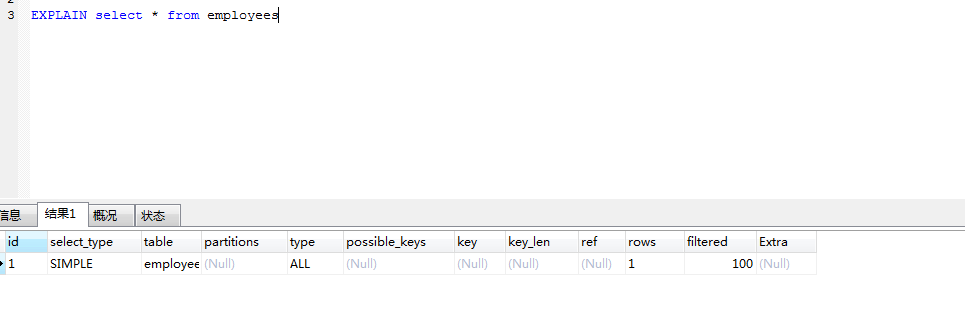 3 EXPLAIN select * from employees
信息 结果1 概况 状态
id select_type table partitions type possible_keys key key_len ref rows filtered Extra
1 SIMPLE employee (Null) ALL (Null) (Null) (Null) (Null) 1 100 (Null)